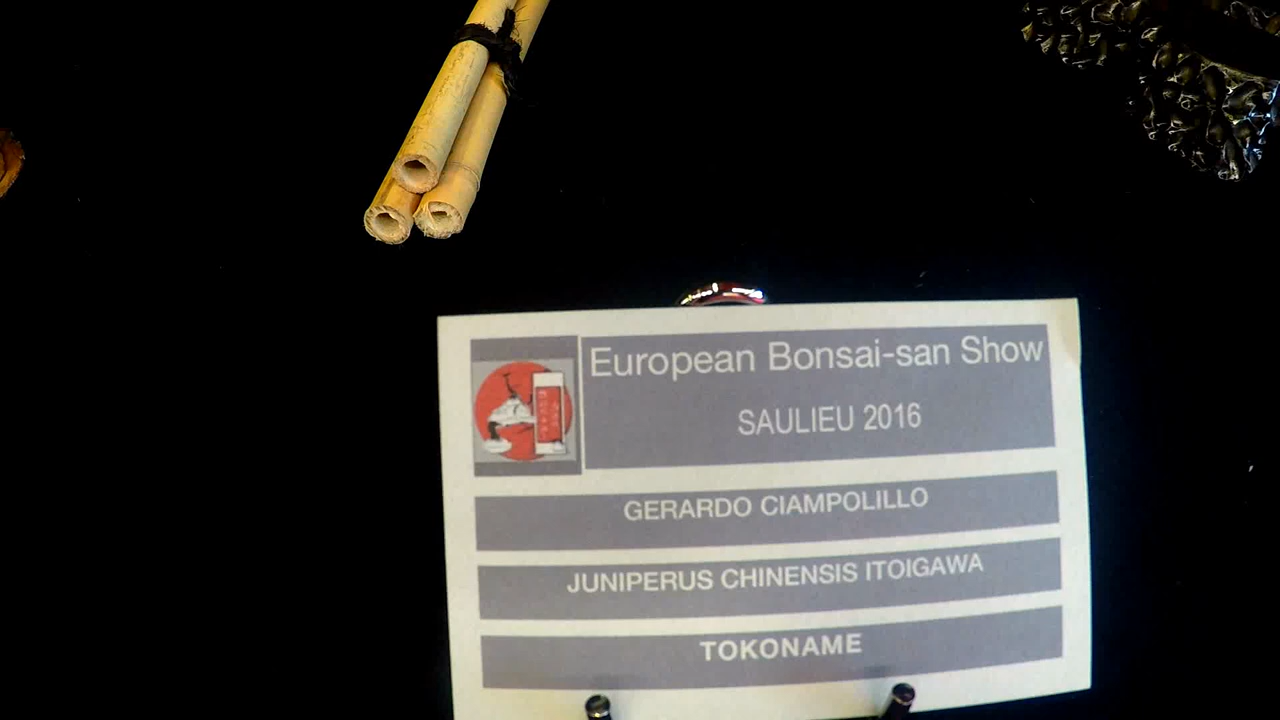 European Bonsai-san Show
SAULIEU 2016
GERARDO CIAMPOLILLO
JUNIPERUS CHINENSIS ITOIGAWA
TOKONAME